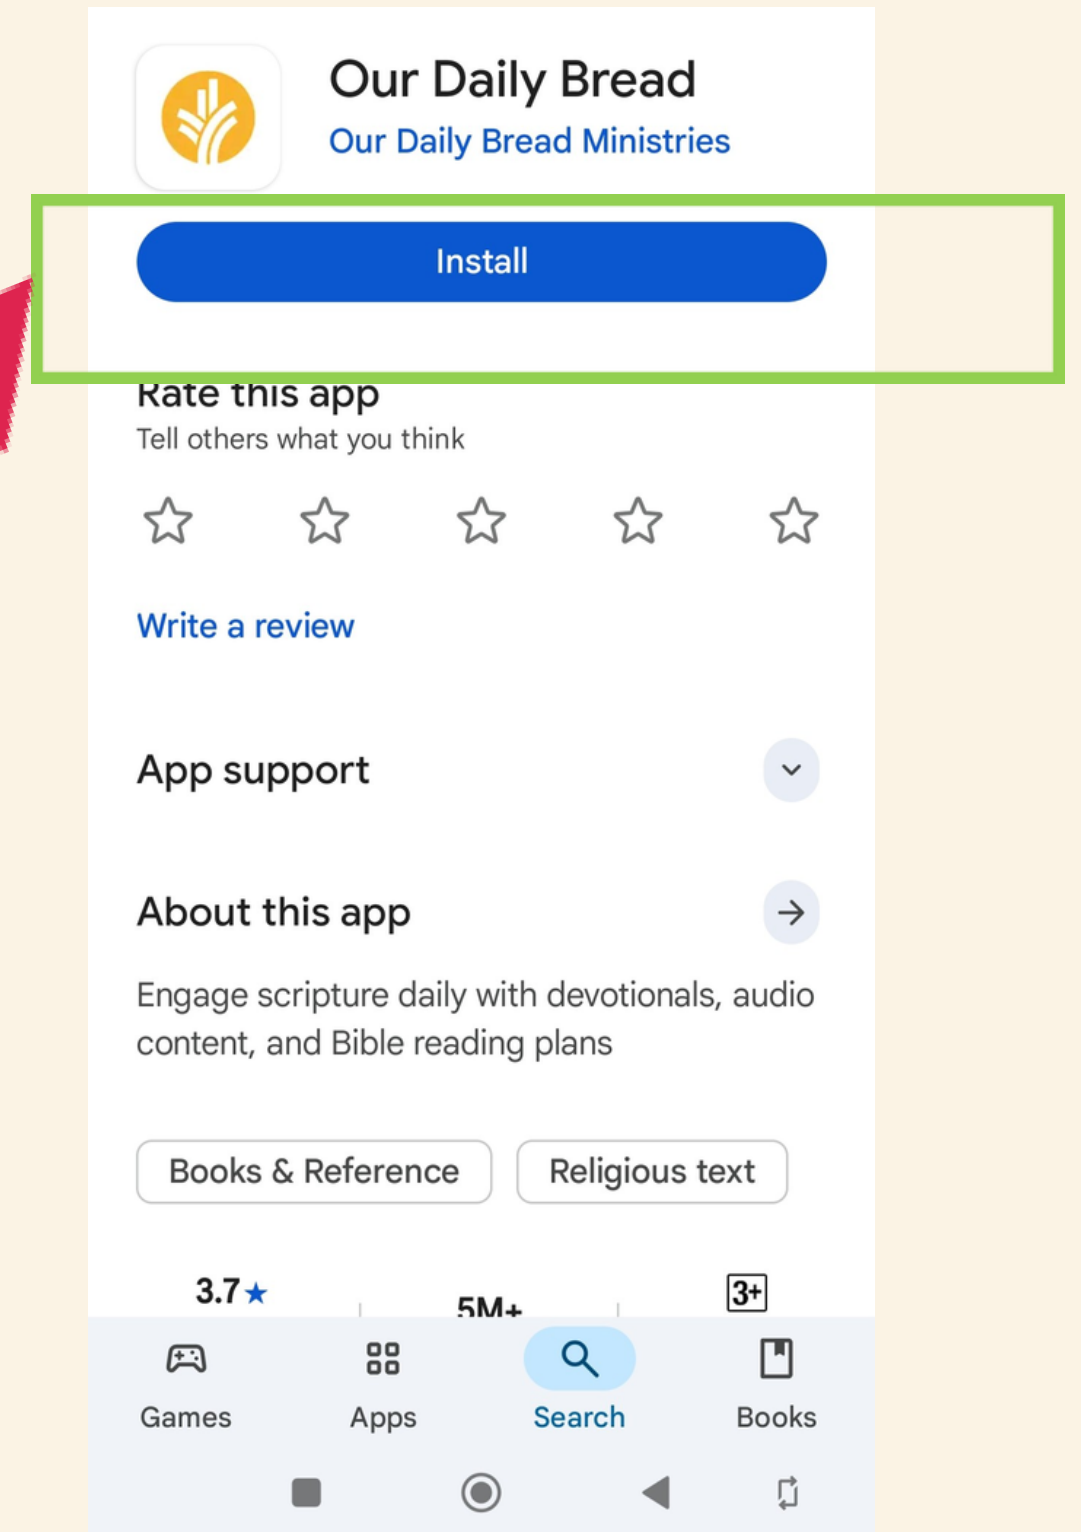 Our Daily Bread
Our Daily Bread Ministries
Install
Rate this app
Tell others what you think
Write a review
App support
About this app
Engage scripture daily with devotionals, audio
content, and Bible reading plans
Books & Reference
Religious text
3.7★
5M+
3+
Games
Apps
Search
Books